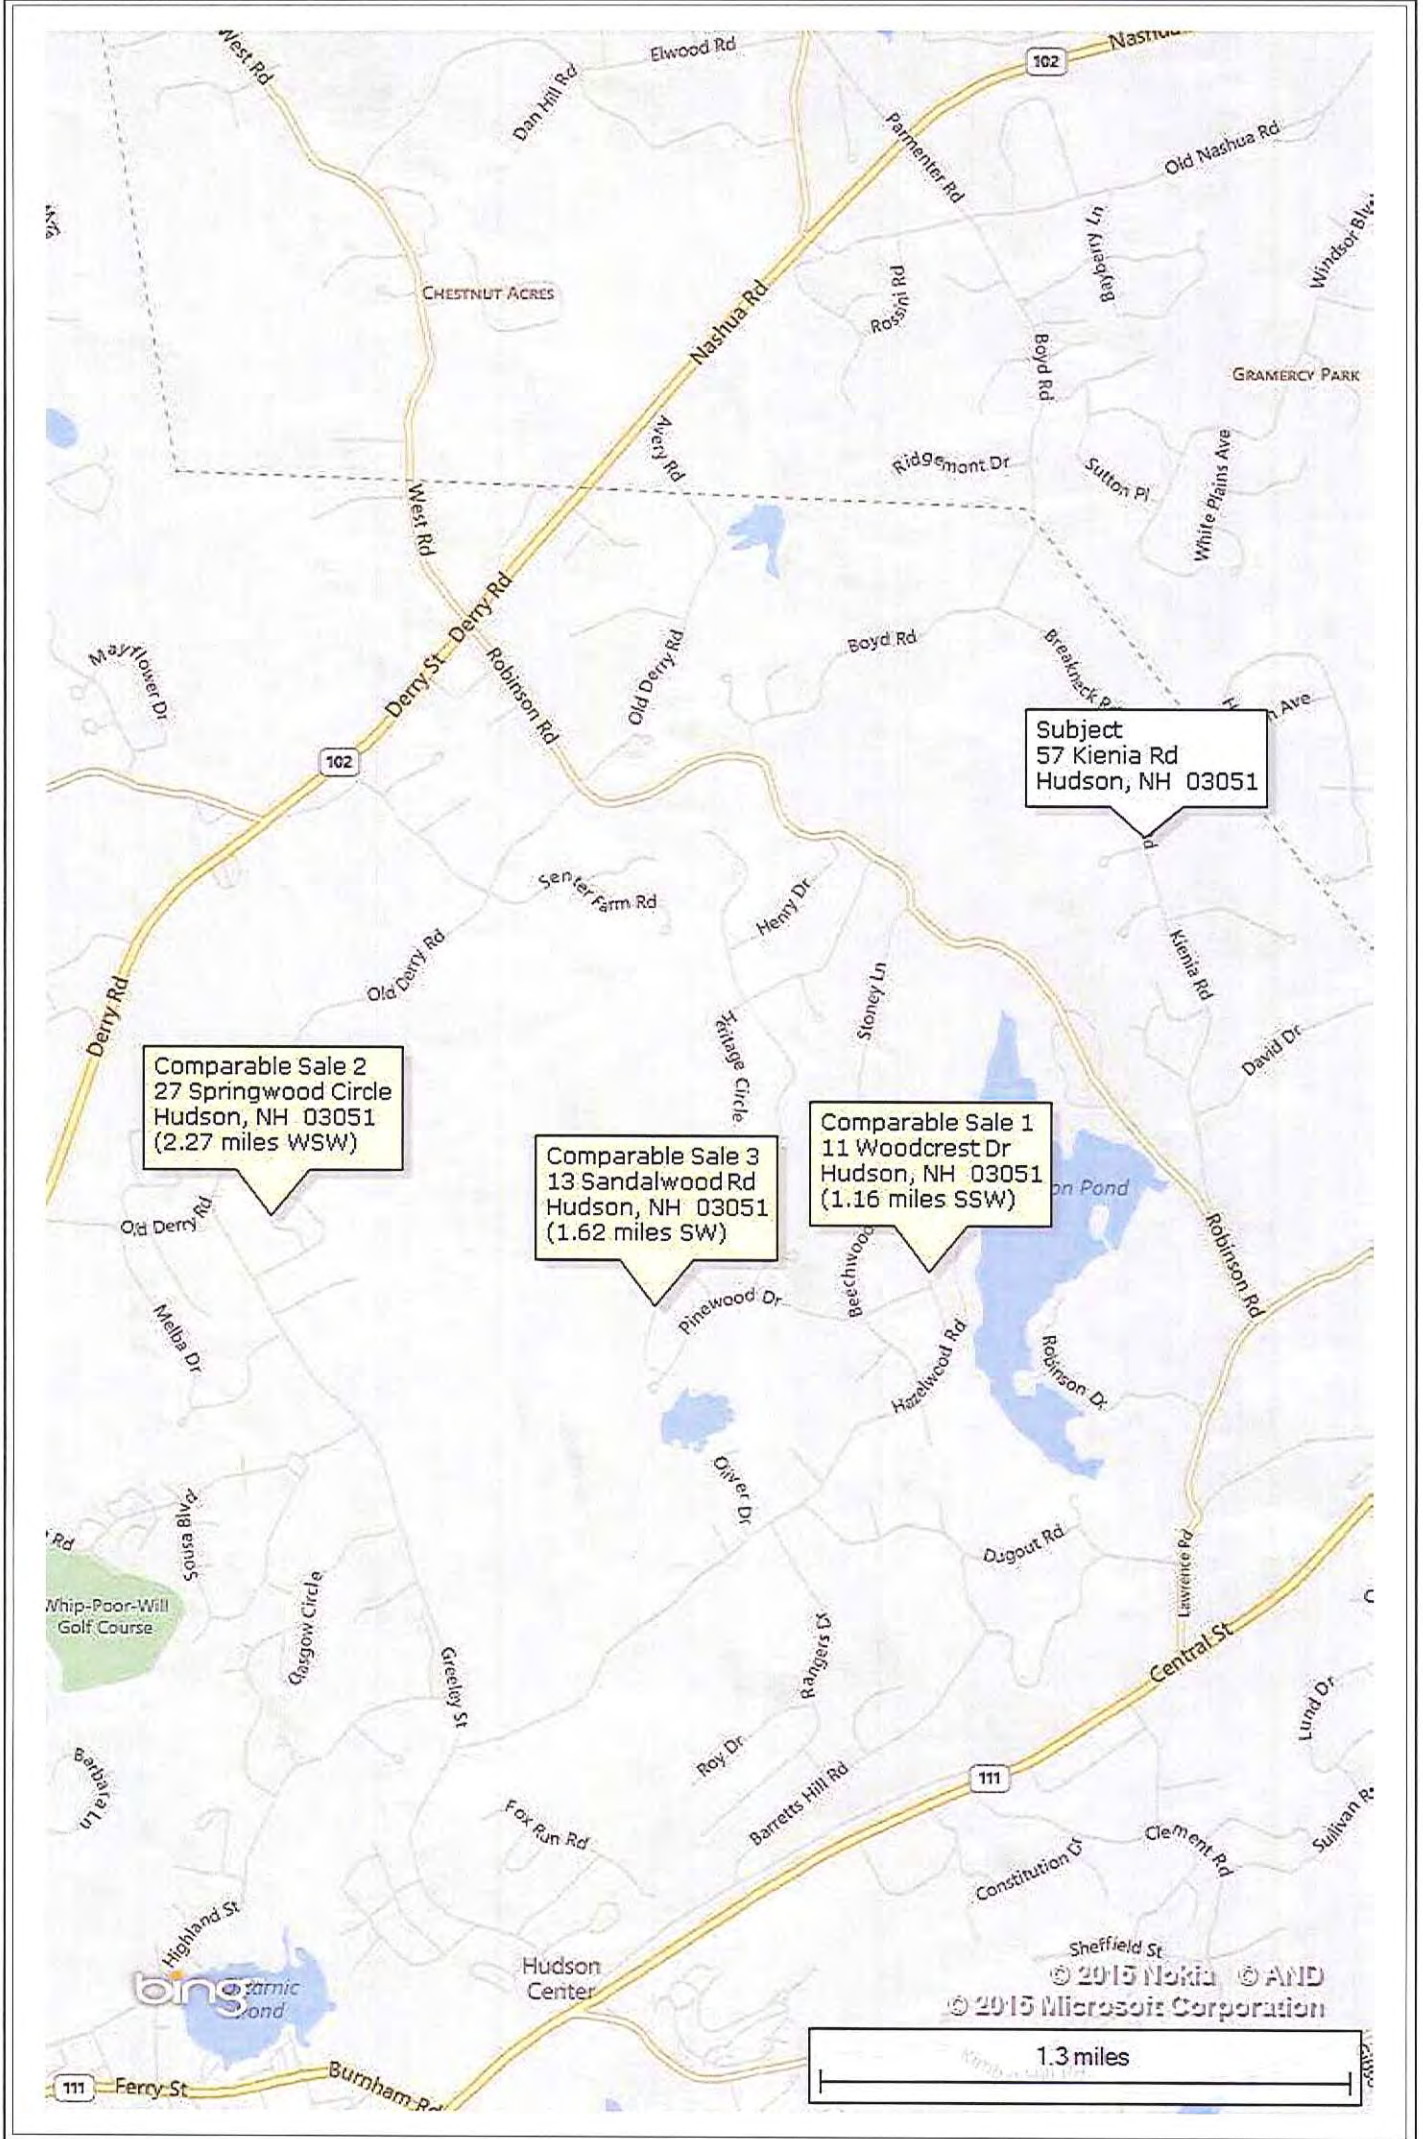 West Rd
Elwood Rd
102
Dan Hill Rd
Parmenter Rd
Old Nashua Rd
Bayberry Ln
Windsor
CHESTNUT ACRES
Nashua Rd
Rossini Rd
Boyd Rd
GRAMERCY PARK
Avery Rd
Ridgemont Dr
Sutton Pl
White Plains Ave
West Rd
Derry Rd
Derry St
Robinson Rd
Old Derry Rd
Boyd Rd
Breakneck
Mayflower Dr
Ave
Subject
57 Kienia Rd
Hudson, NH 03051
102
Senter Farm Rd
Henry Dr
Old Derry Rd
Stoney Ln
Kienia Rd
Derry Rd
Heritage Circle
David Dr
Comparable Sale 2
27 Springwood Circle
Hudson, NH 03051
(2.27 miles WSW)
Comparable Sale 3
13 Sandalwood Rd
Hudson, NH 03051
(1.62 miles SW)
Comparable Sale 1
11 Woodcrest Dr
Hudson, NH 03051
(1.16 miles SSW)
on Pond
Old Derry Rd
Robinson Rd
Beechwood
Pinewood Dr
Melba Dr
Hazelwood Rd
Robinson Dr
Oliver Dr
Sousa Blvd
Rd
Dugout Rd
Lawrence Rd
Whip-Poor-Will
Golf Course
Glasgow Circle
Rangers Dr
Greeley St
Central St
Lund Dr
Roy Dr
Barbara Ln
111
Barretts Hill Rd
Fox Run Rd
Constitution Dr
Clement Rd
Sullivan R
Highland St
Sheffield St
Hudson
Center
bing
ond
© 2015 Nokia © AND
© 2015 Microsoft Corporation
1.3 miles
111
Ferry St
Burnham Rd